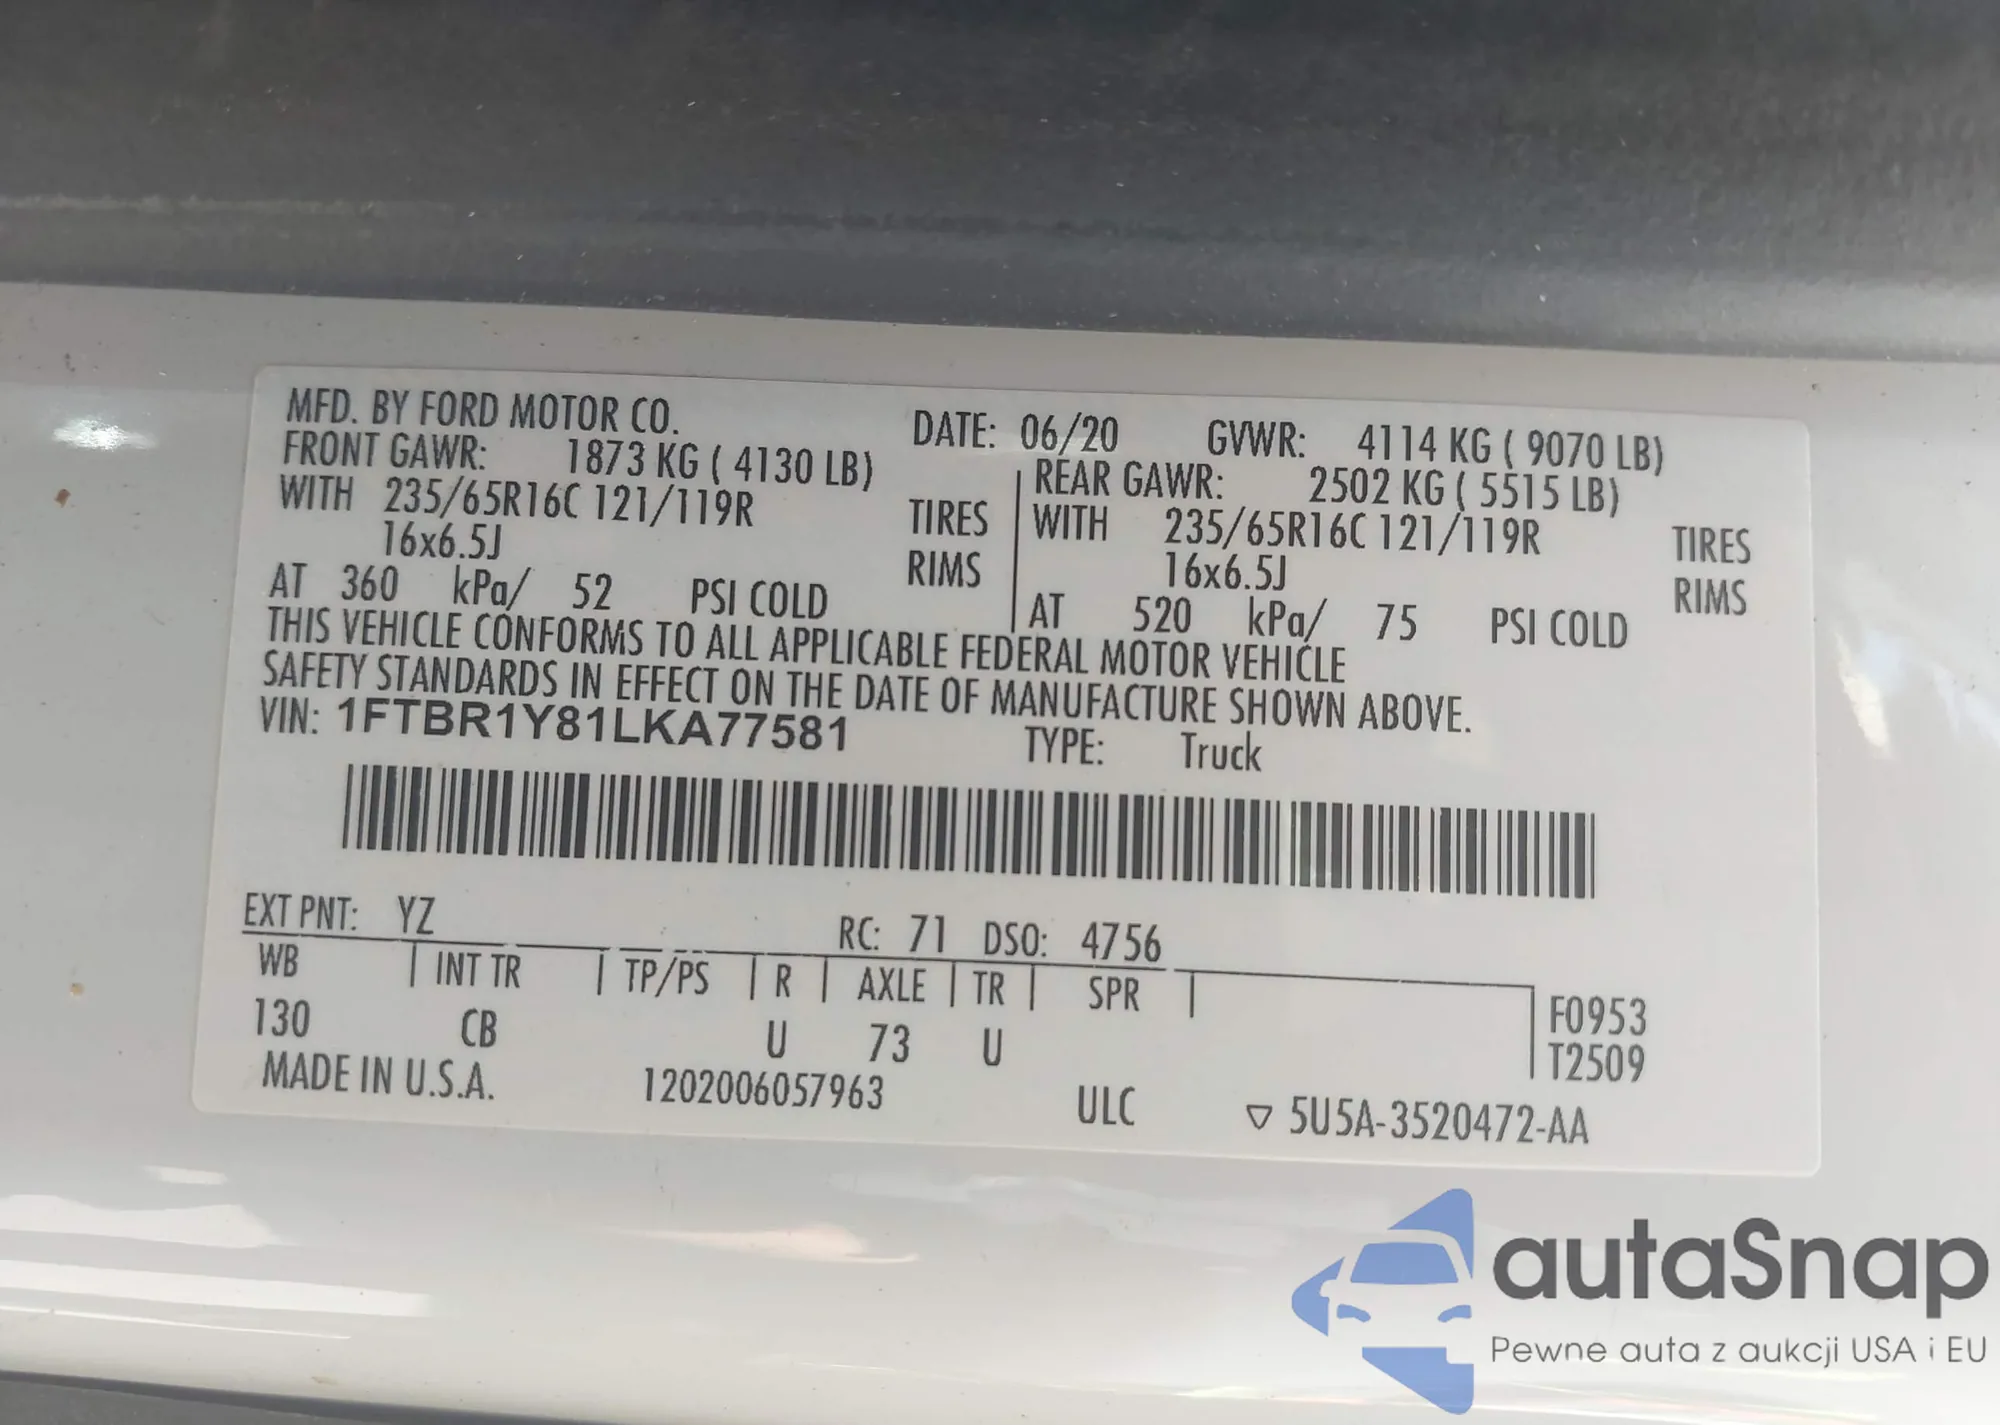 MFD. BY FORD MOTOR CO. DATE: 06/20 GVWR: 4114 KG ( 9070 LB)
FRONT GAWR: 1873 KG ( 4130 LB) REAR GAWR: 2502 KG ( 5515 LB)
WITH 235/65R16C 121/119R TIRES WITH 235/65R16C 121/119R TIRES
16x6.5J RIMS 16x6.5J RIMS
AT 360 kPa/ 52 PSI COLD AT 520 kPa/ 75 PSI COLD
THIS VEHICLE CONFORMS TO ALL APPLICABLE FEDERAL MOTOR VEHICLE
SAFETY STANDARDS IN EFFECT ON THE DATE OF MANUFACTURE SHOWN ABOVE.
VIN: 1FTBR1Y81LKA77581 TYPE: Truck
EXT PNT: YZ RC: 71 DSO: 4756
WB INT TR TP/PS R AXLE TR SPR F0953
130 CB U 73 U T2509
MADE IN U.S.A. 1202006057963 ULC ▽ 5U5A-3520472-AA
autaSnap
Pewne auta z aukcji USA i EU